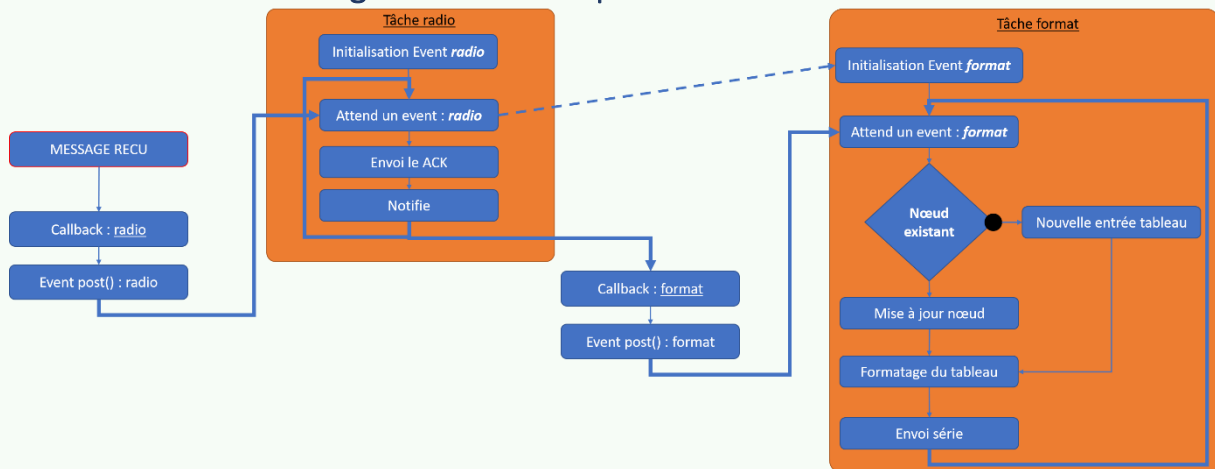 Tâche radio
Initialisation Event radio
Attend un event : radio
Envoi le ACK
Notifie
MESSAGE RECU
Callback : radio
Event post() : radio
Callback : format
Event post() : format
Tâche format
Initialisation Event format
Attend un event : format
Nœud
existant
Nouvelle entrée tableau
Mise à jour nœud
Formatage du tableau
Envoi série